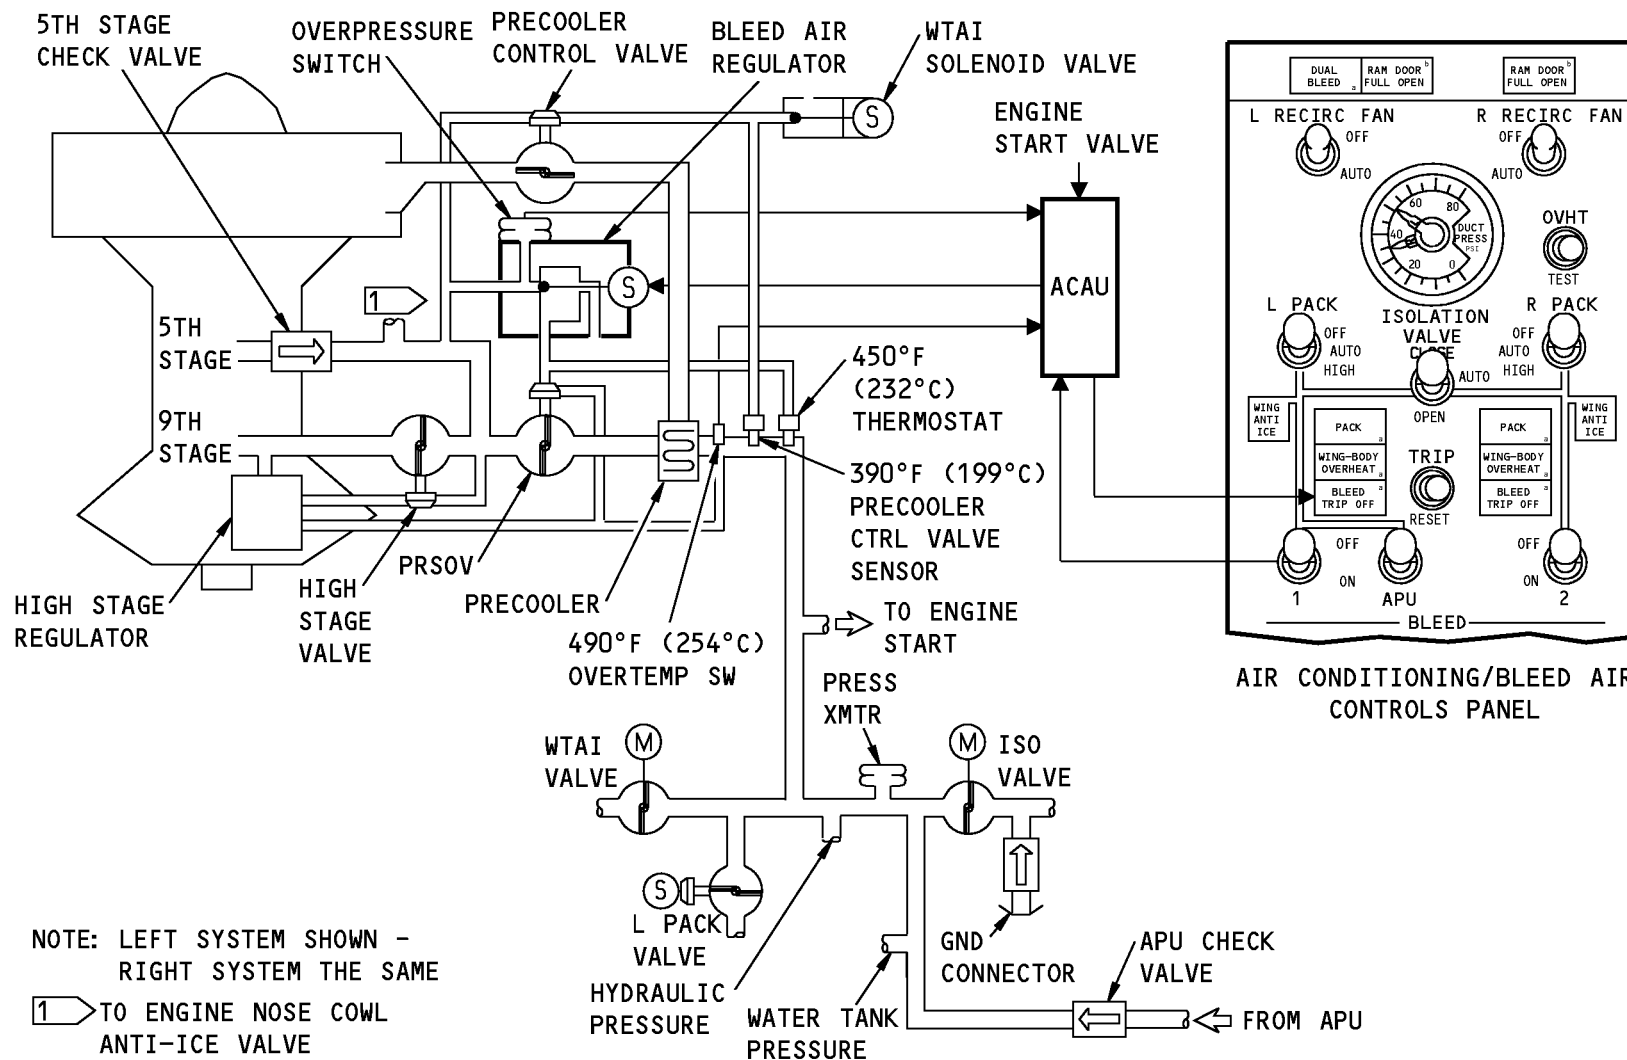 5TH STAGE
CHECK VALVE
OVERPRESSURE
SWITCH
PRECOOLER
CONTROL VALVE
BLEED AIR
REGULATOR
WTAI
SOLENOID VALVE
S
ENGINE
START VALVE
1
S
ACAU
5TH
STAGE
9TH
STAGE
450°F
(232°C)
THERMOSTAT
390°F (199°C)
PRECOOLER
CTRL VALVE
SENSOR
HIGH STAGE
REGULATOR
HIGH
STAGE
VALVE
PRSOV
PRECOOLER
490°F (254°C)
OVERTEMP SW
TO ENGINE
START
PRESS
XMTR
WTAI
VALVE
M
M
ISO
VALVE
S
L PACK
VALVE
HYDRAULIC
PRESSURE
WATER TANK
PRESSURE
GND
CONNECTOR
APU CHECK
VALVE
FROM APU
NOTE: LEFT SYSTEM SHOWN -
RIGHT SYSTEM THE SAME
1 TO ENGINE NOSE COWL
ANTI-ICE VALVE
DUAL
BLEED a
RAM DOOR b
FULL OPEN
RAM DOOR b
FULL OPEN
L RECIRC FAN
OFF
AUTO
R RECIRC FAN
OFF
AUTO
60
80
40
20
0
DUCT
PRESS
PSI
OVHT
TEST
L PACK
OFF
AUTO
HIGH
ISOLATION
VALVE
CLOSE
AUTO
OPEN
R PACK
OFF
AUTO
HIGH
WING
ANTI
ICE
WING
ANTI
ICE
PACK a
WING-BODY a
OVERHEAT
BLEED a
TRIP OFF
TRIP
RESET
PACK a
WING-BODY a
OVERHEAT
BLEED a
TRIP OFF
OFF
ON
OFF
ON
1
APU
2
BLEED
AIR CONDITIONING/BLEED AIR
CONTROLS PANEL